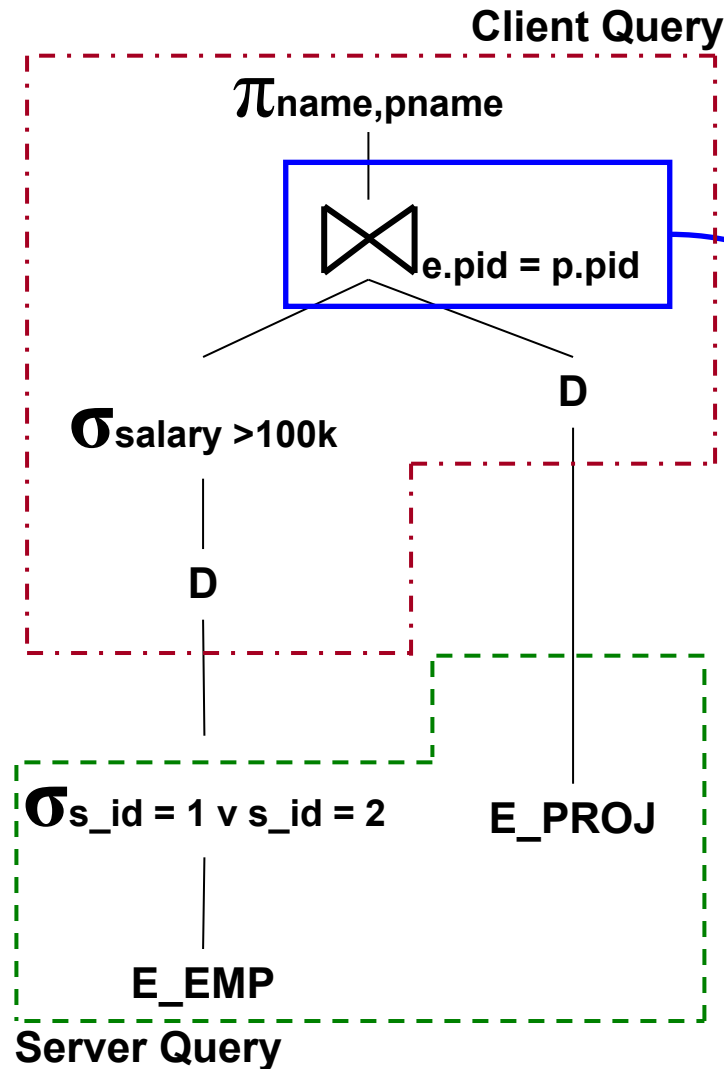 Client Query
πname,pname
e.pid = p.pid
D
σsalary >100k
D
σs_id = 1 v s_id = 2
E_PROJ
E_EMP
Server Query